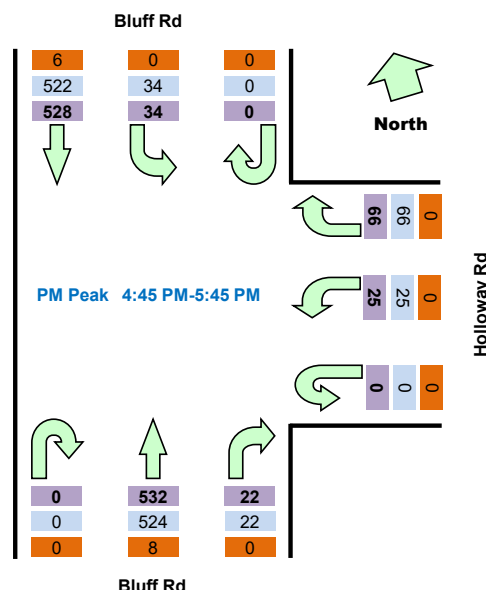 Bluff Rd
6 0 0
522 34 0
528 34 0
North
66 66 0
PM Peak 4:45 PM-5:45 PM
25 25 0
Holloway Rd
0 0 0
0 532 22
0 524 22
0 8 0
Bluff Rd